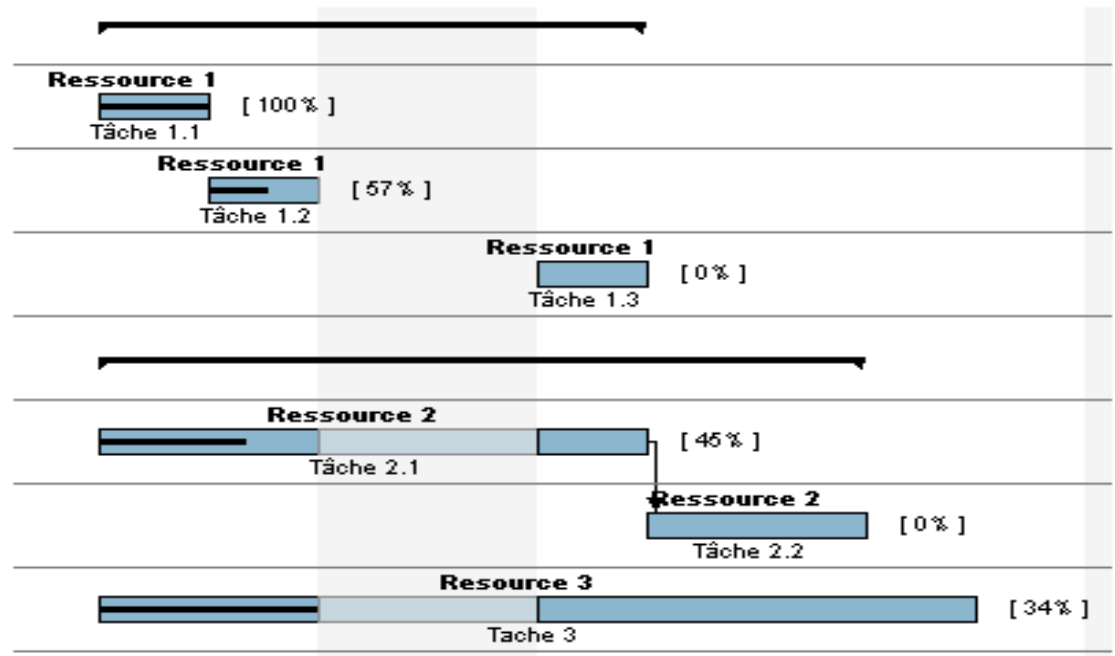 Ressource 1
[ 100% ]
Tâche 1.1
Ressource 1
[ 57% ]
Tâche 1.2
Ressource 1
[ 0% ]
Tâche 1.3
Ressource 2
[ 45% ]
Tâche 2.1
Ressource 2
[ 0% ]
Tâche 2.2
Resource 3
[ 34% ]
Tache 3